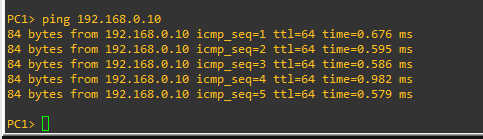 PC1> ping 192.168.0.10
84 bytes from 192.168.0.10 icmp_seq=1 ttl=64 time=0.676 ms
84 bytes from 192.168.0.10 icmp_seq=2 ttl=64 time=0.595 ms
84 bytes from 192.168.0.10 icmp_seq=3 ttl=64 time=0.586 ms
84 bytes from 192.168.0.10 icmp_seq=4 ttl=64 time=0.982 ms
84 bytes from 192.168.0.10 icmp_seq=5 ttl=64 time=0.579 ms
PC1>